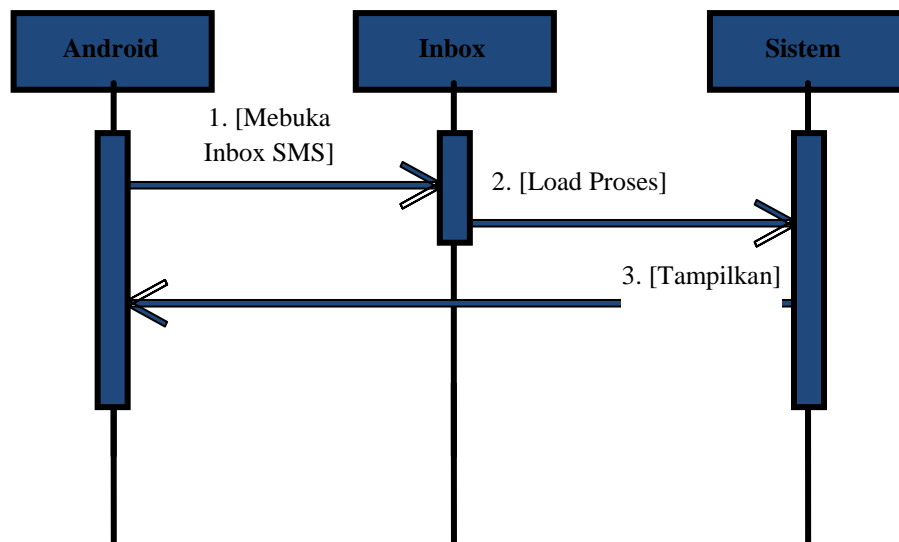 Android
Inbox
Sistem
1. [Mebuka
Inbox SMS]
2. [Load Proses]
3. [Tampilkan]